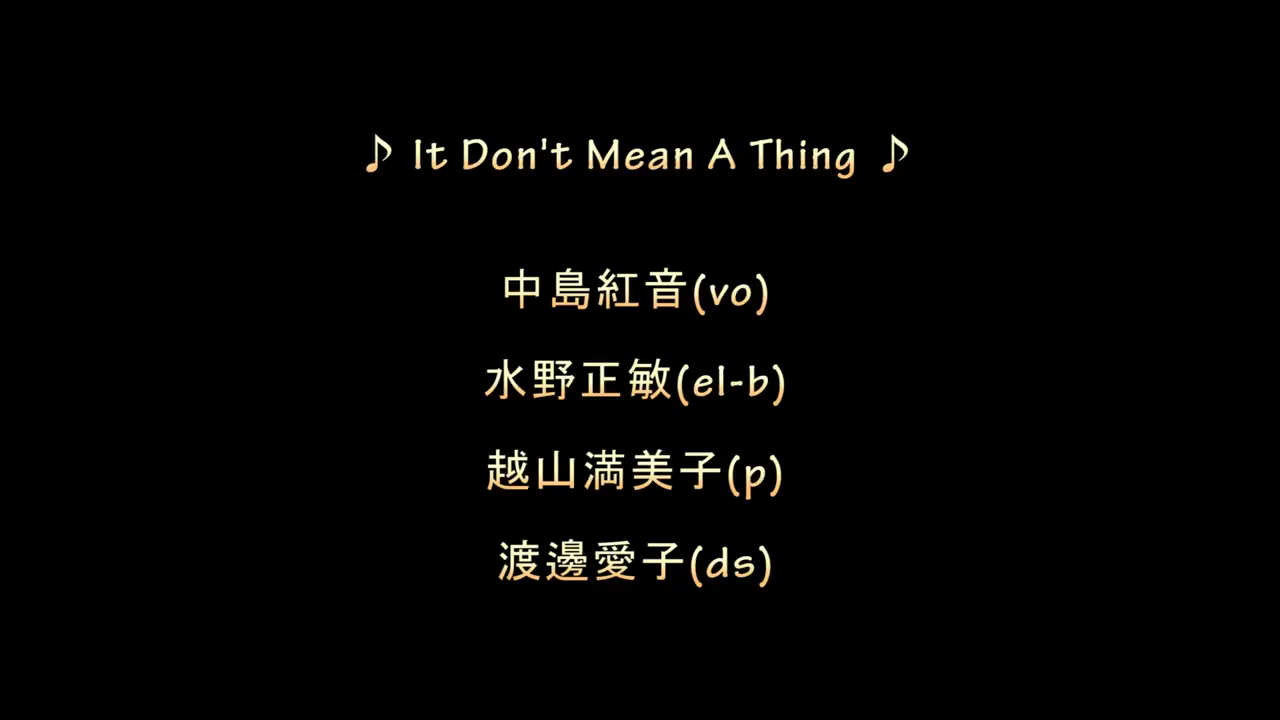 ♪ It Don't Mean A Thing ♪
中島紅音(vo)
水野正敏(el-b)
越山満美子(p)
渡邊愛子(ds)